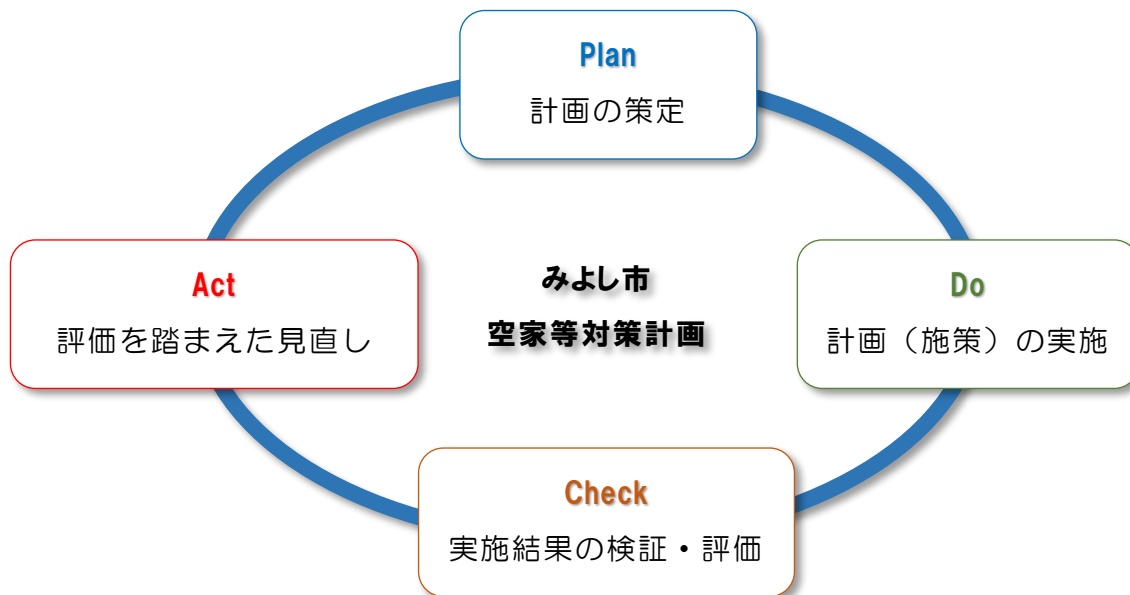 Plan
計画の策定
Act
評価を踏まえた見直し
みよし市
空家等対策計画
Do
計画（施策）の実施
Check
実施結果の検証・評価